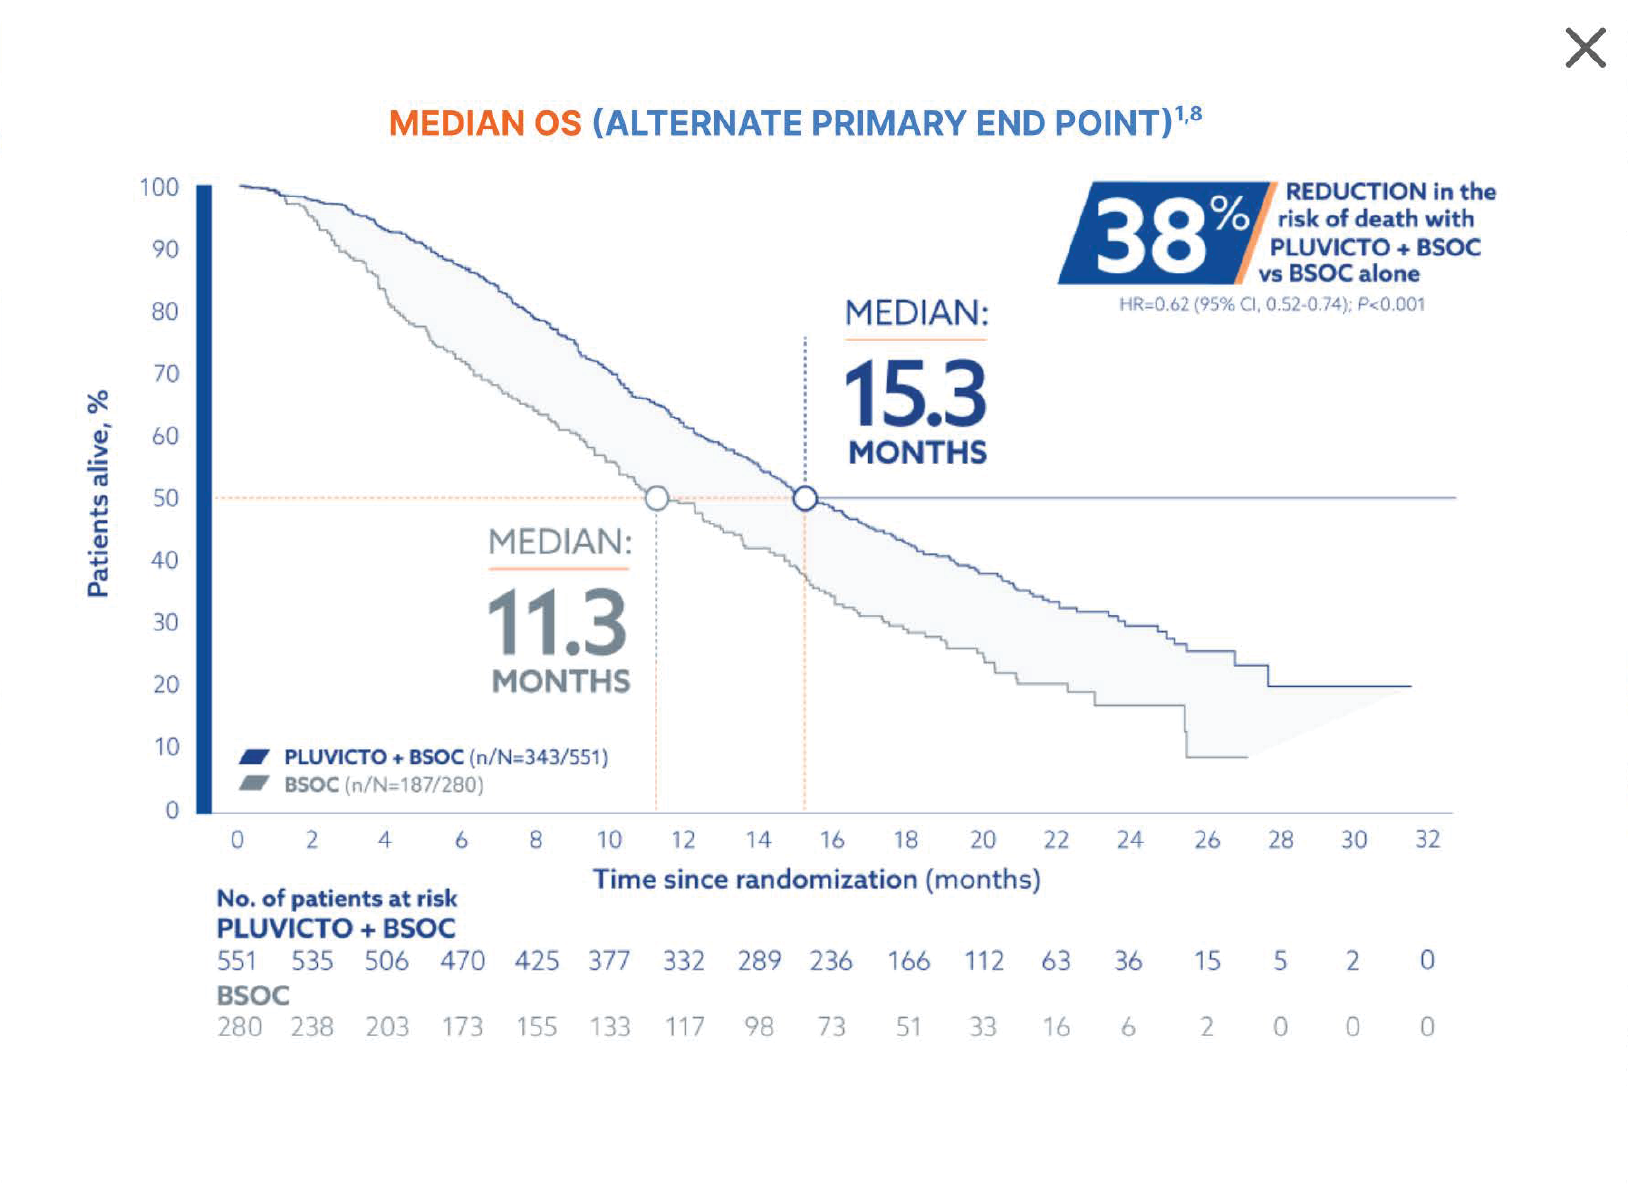 MEDIAN OS (ALTERNATE PRIMARY END POINT)1,8
38%
REDUCTION in the
risk of death with
PLUVICTO + BSOC
vs BSOC alone
HR=0.62 (95% CI, 0.52-0.74); P<0.001
MEDIAN:
15.3
MONTHS
MEDIAN:
11.3
MONTHS
Patients alive, %
100
90
80
70
60
50
40
30
20
10
0
PLUVICTO + BSOC (n/N=343/551)
BSOC (n/N=187/280)
0 2 4 6 8 10 12 14 16 18 20 22 24 26 28 30 32
Time since randomization (months)
No. of patients at risk
PLUVICTO + BSOC
551 535 506 470 425 377 332 289 236 166 112 63 36 15 5 2 0
BSOC
280 238 203 173 155 133 117 98 73 51 33 16 6 2 0 0 0